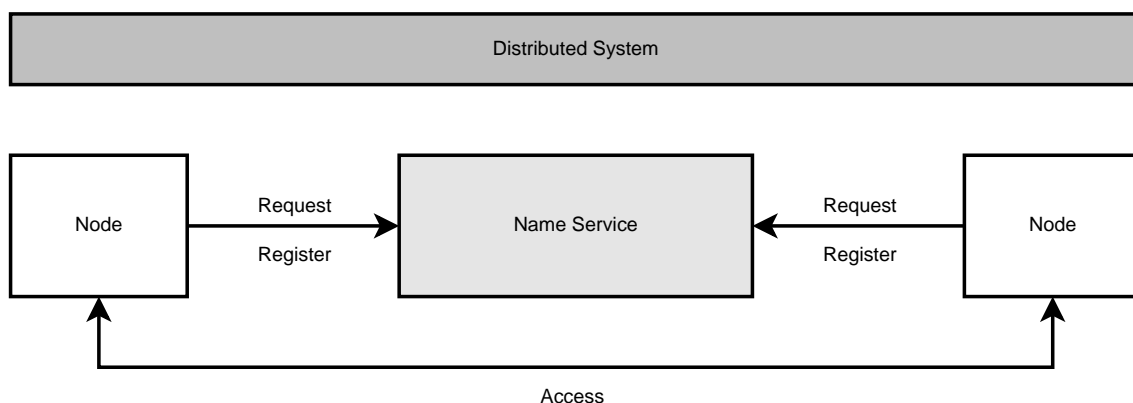 Distributed System
Request
Request
Node
Name Service
Node
Register
Register
Access